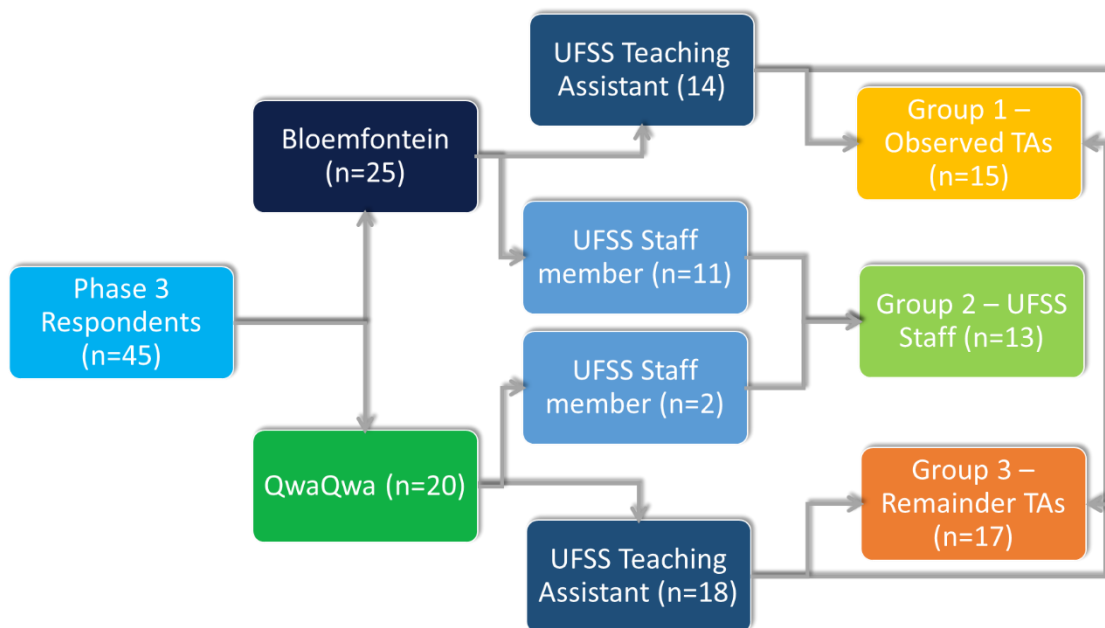 Phase 3
Respondents
(n=45)
Bloemfontein
(n=25)
QwaQwa (n=20)
UFSS Teaching
Assistant (14)
UFSS Staff
member (n=11)
UFSS Staff
member (n=2)
UFSS Teaching
Assistant (n=18)
Group 1 –
Observed TAs
(n=15)
Group 2 – UFSS
Staff (n=13)
Group 3 –
Remainder TAs
(n=17)